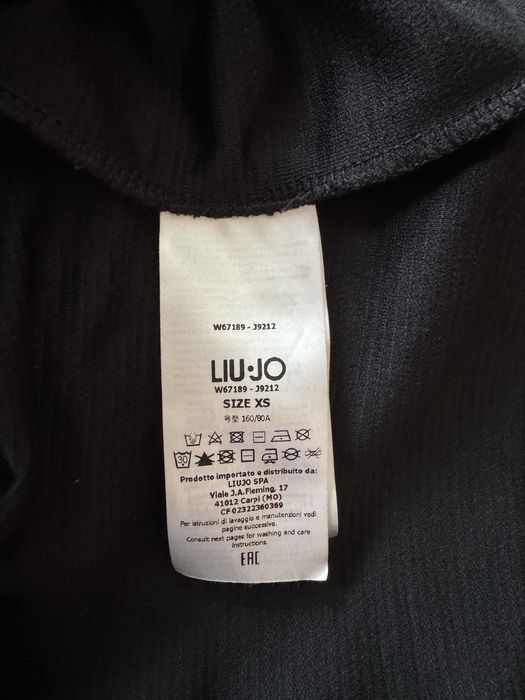 W67189 - J9212
LIU·JO
W67189 - J9212
SIZE XS
号型 160/80A
30
Prodotto importato e distribuito da:
LIUJO SPA
Viale J.A.Fleming, 17
41012 Carpi (MO)
CF 02322360369
Per istruzioni di lavaggio e manutenzioni vedi
pagine successive.
Consult next pages for washing and care
instructions.
EAC